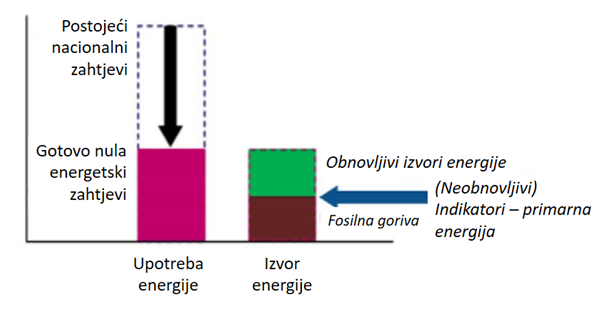 Postojeći
nacionalni
zahtjevi
Gotovo nula
energetski
zahtjevi
Obnovljivi izvori energije
Fosilna goriva
(Neobnovljivi)
Indikatori – primarna
energija
Upotreba
energije
Izvor
energije